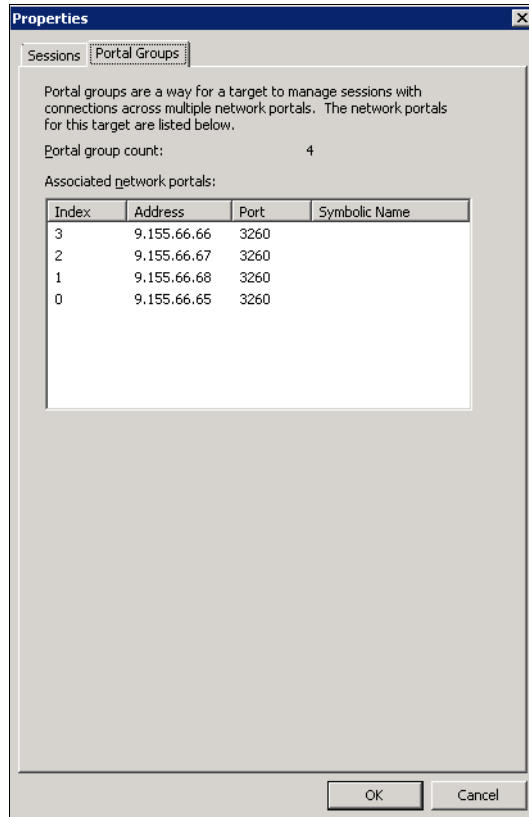 Properties
Sessions Portal Groups
Portal groups are a way for a target to manage sessions with
connections across multiple network portals. The network portals
for this target are listed below.
Portal group count: 4
Associated network portals:
Index Address Port Symbolic Name
3 9.155.66.66 3260
2 9.155.66.67 3260
1 9.155.66.68 3260
0 9.155.66.65 3260
OK Cancel